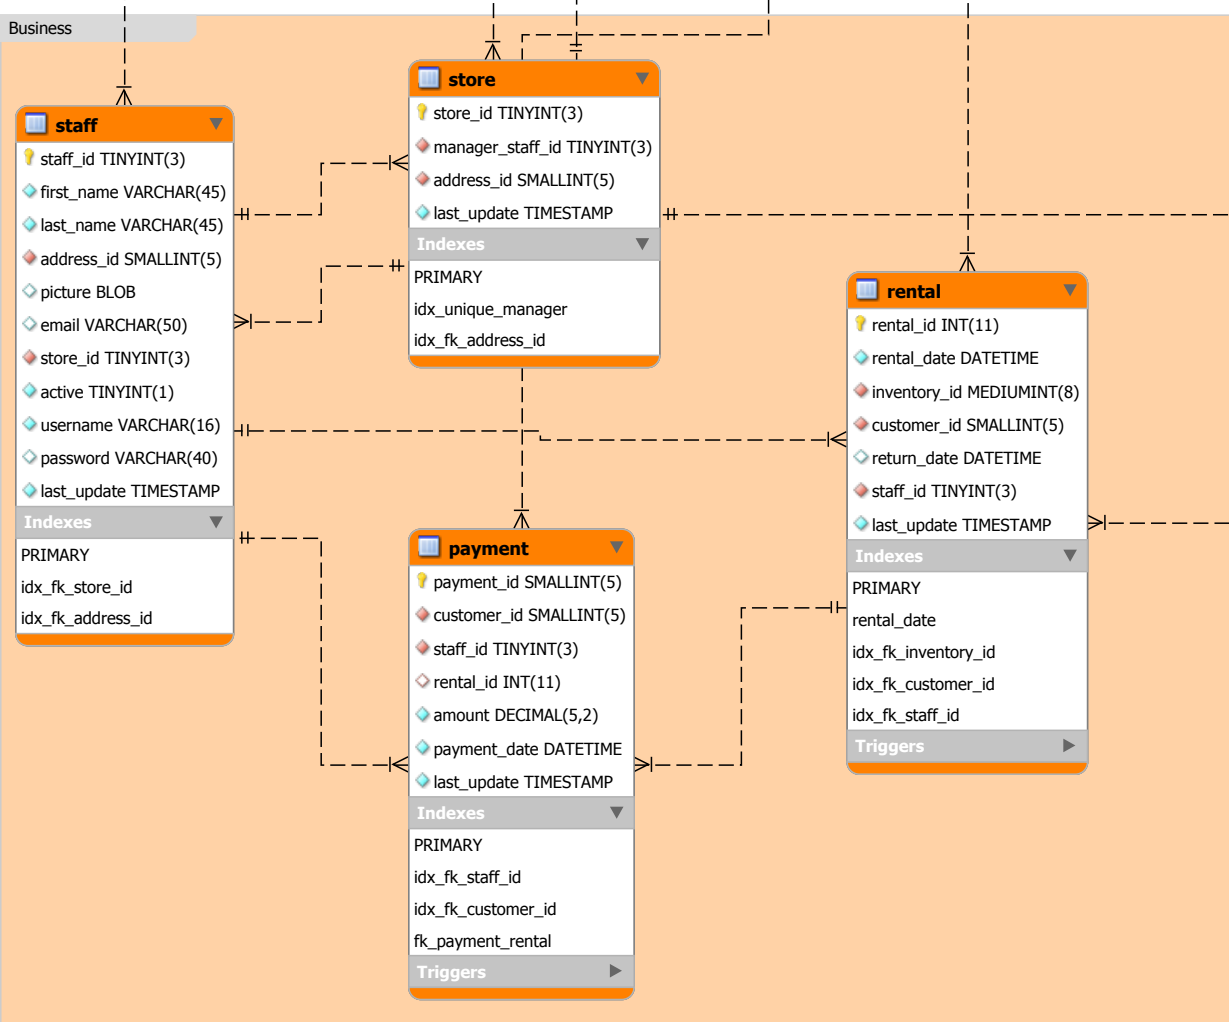 Business
staff
staff_id TINYINT(3)
first_name VARCHAR(45)
last_name VARCHAR(45)
address_id SMALLINT(5)
picture BLOB
email VARCHAR(50)
store_id TINYINT(3)
active TINYINT(1)
username VARCHAR(16)
password VARCHAR(40)
last_update TIMESTAMP
Indexes
PRIMARY
idx_fk_store_id
idx_fk_address_id
store
store_id TINYINT(3)
manager_staff_id TINYINT(3)
address_id SMALLINT(5)
last_update TIMESTAMP
Indexes
PRIMARY
idx_unique_manager
idx_fk_address_id
payment
payment_id SMALLINT(5)
customer_id SMALLINT(5)
staff_id TINYINT(3)
rental_id INT(11)
amount DECIMAL(5,2)
payment_date DATETIME
last_update TIMESTAMP
Indexes
PRIMARY
idx_fk_staff_id
idx_fk_customer_id
fk_payment_rental
Triggers
rental
rental_id INT(11)
rental_date DATETIME
inventory_id MEDIUMINT(8)
customer_id SMALLINT(5)
return_date DATETIME
staff_id TINYINT(3)
last_update TIMESTAMP
Indexes
PRIMARY
rental_date
idx_fk_inventory_id
idx_fk_customer_id
idx_fk_staff_id
Triggers